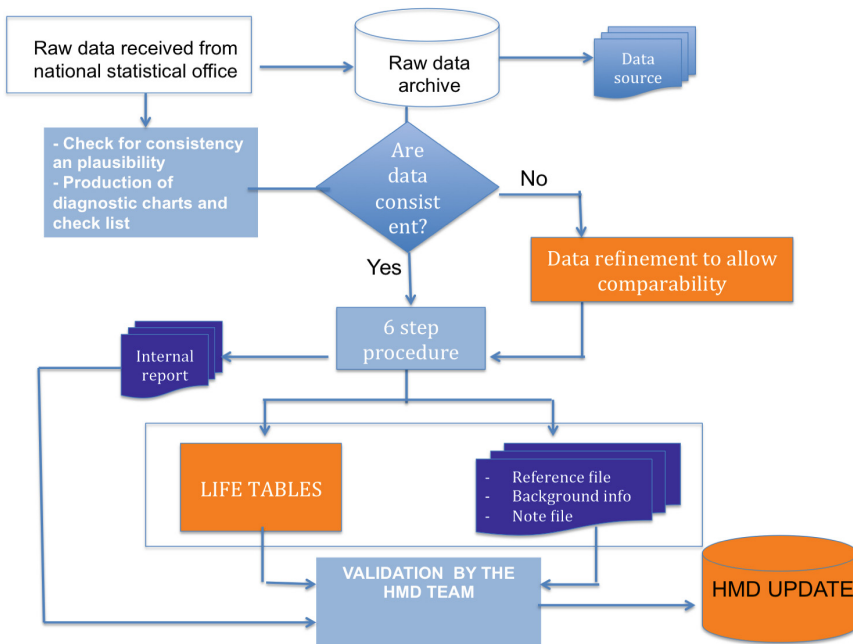 Raw data received from
national statistical office
Raw data
archive
Data
source
- Check for consistency
an plausibility
- Production of
diagnostic charts and
check list
Are
data
consist
ent?
No
Yes
Data refinement to allow
comparability
6 step
procedure
Internal
report
LIFE TABLES
- Reference file
- Background info
- Note file
VALIDATION BY THE
HMD TEAM
HMD UPDATE